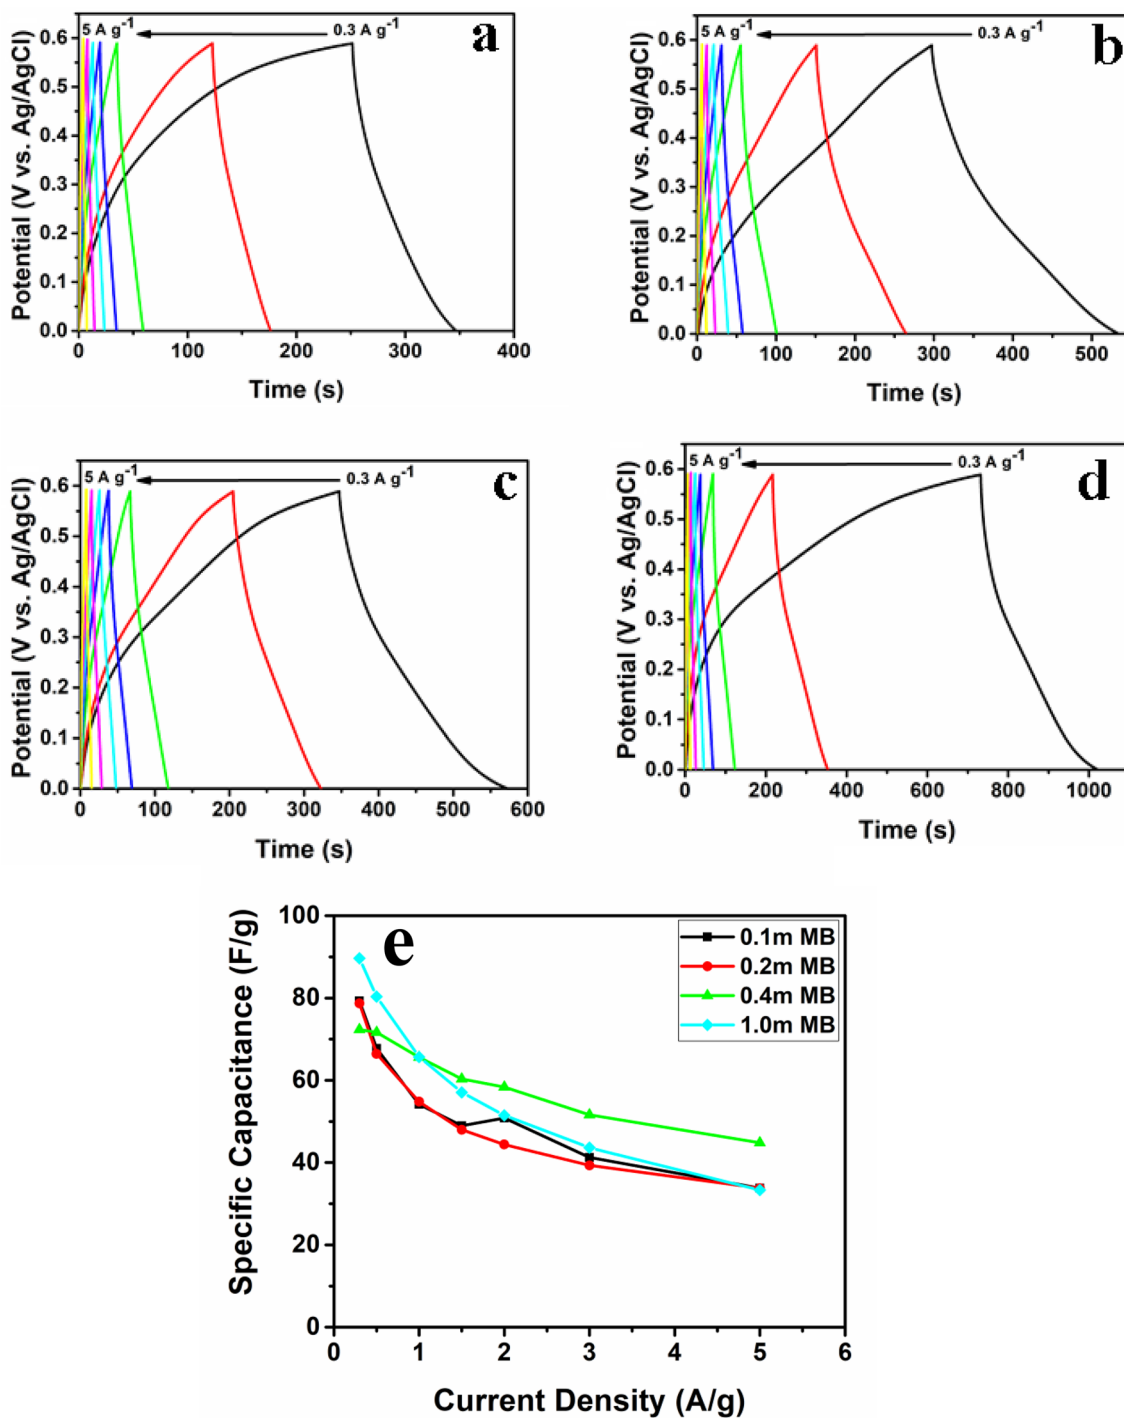 a
5 A g-1
0.3 A g-1
0.6
0.5
0.4
0.3
0.2
0.1
0.0
Potential (V vs. Ag/AgCl)
0 100 200 300 400
Time (s)
b
5 A g-1
0.3 A g-1
0.6
0.5
0.4
0.3
0.2
0.1
0.0
Potential (V vs. Ag/AgCl)
0 100 200 300 400 500
Time (s)
c
5 A g-1
0.3 A g-1
0.6
0.5
0.4
0.3
0.2
0.1
0.0
Potential (V vs. Ag/AgCl)
0 100 200 300 400 500 600
Time (s)
d
5 A g-1
0.3 A g-1
0.6
0.5
0.4
0.3
0.2
0.1
0.0
Potential (V vs. Ag/AgCl)
0 200 400 600 800 1000
Time (s)
e
0.1m MB
0.2m MB
0.4m MB
1.0m MB
100
80
60
40
20
0
Specific Capacitance (F/g)
0 1 2 3 4 5 6
Current Density (A/g)